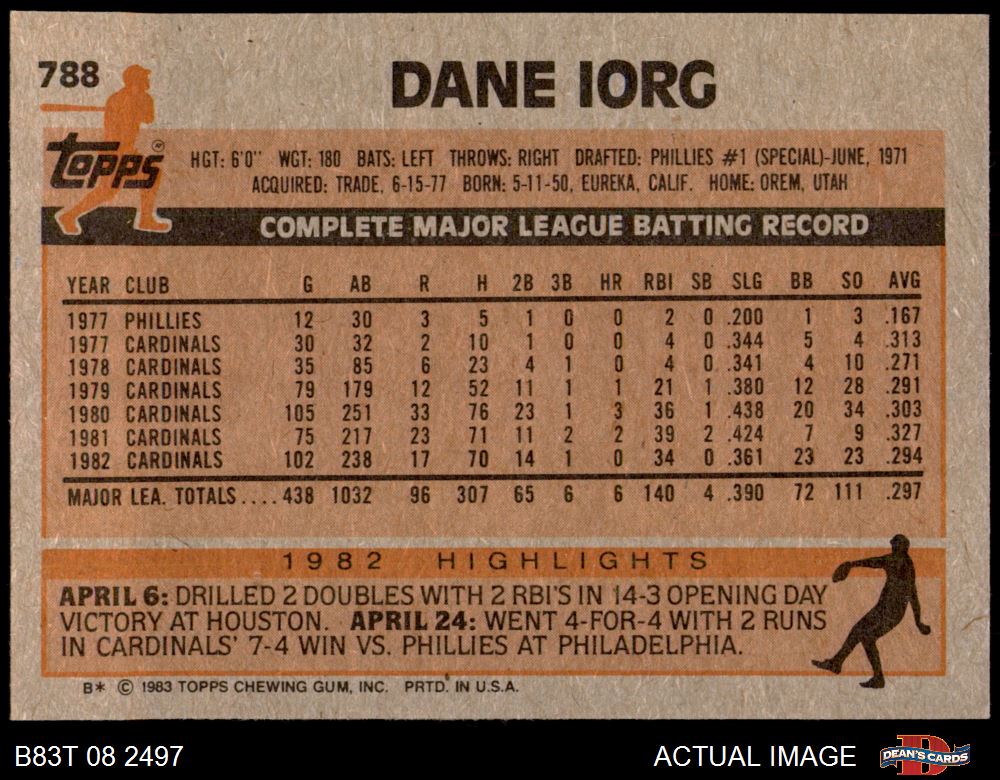 788
DANE IORG
Topps®
HGT: 6'0" WGT: 180 BATS: LEFT THROWS: RIGHT DRAFTED: PHILLIES #1 (SPECIAL)-JUNE, 1971
ACQUIRED: TRADE, 6-15-77 BORN: 5-11-50, EUREKA, CALIF. HOME: OREM, UTAH
COMPLETE MAJOR LEAGUE BATTING RECORD
YEAR CLUB G AB R H 2B 3B HR RBI SB SLG BB SO AVG
1977 PHILLIES 12 30 3 5 1 0 0 2 0 .200 1 3 .167
1977 CARDINALS 30 32 2 10 1 0 0 4 0 .344 5 4 .313
1978 CARDINALS 35 85 6 23 4 1 0 4 0 .341 4 10 .271
1979 CARDINALS 79 179 12 52 11 1 1 21 1 .380 12 28 .291
1980 CARDINALS 105 251 33 76 23 1 3 36 1 .438 20 34 .303
1981 CARDINALS 75 217 23 71 11 2 2 39 2 .424 7 9 .327
1982 CARDINALS 102 238 17 70 14 1 0 34 0 .361 23 23 .294
MAJOR LEA. TOTALS....438 1032 96 307 65 6 6 140 4 .390 72 111 .297
1982 HIGHLIGHTS
APRIL 6: DRILLED 2 DOUBLES WITH 2 RBI'S IN 14-3 OPENING DAY
VICTORY AT HOUSTON. APRIL 24: WENT 4-FOR-4 WITH 2 RUNS
IN CARDINALS' 7-4 WIN VS. PHILLIES AT PHILADELPHIA.
B* © 1983 TOPPS CHEWING GUM, INC. PRTD. IN U.S.A.
B83T 08 2497
ACTUAL IMAGE
D
DEAN'S CARDS